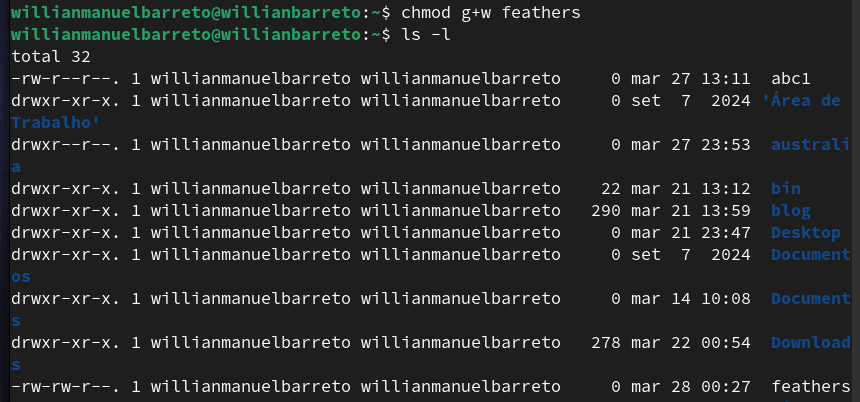 willianmanuelbarreto@willianbarreto:~$ chmod g+w feathers
willianmanuelbarreto@willianbarreto:~$ ls -l
total 32
-rw-r--r--. 1 willianmanuelbarreto willianmanuelbarreto     0 mar 27 13:11  abc1
drwxr-xr-x. 1 willianmanuelbarreto willianmanuelbarreto     0 set  7  2024 'Área de
Trabalho'
drwxr--r--. 1 willianmanuelbarreto willianmanuelbarreto     0 mar 27 23:53  australi
a
drwxr-xr-x. 1 willianmanuelbarreto willianmanuelbarreto    22 mar 21 13:12  bin
drwxr-xr-x. 1 willianmanuelbarreto willianmanuelbarreto   290 mar 21 13:59  blog
drwxr-xr-x. 1 willianmanuelbarreto willianmanuelbarreto     0 mar 21 23:47  Desktop
drwxr-xr-x. 1 willianmanuelbarreto willianmanuelbarreto     0 set  7  2024  Document
os
drwxr-xr-x. 1 willianmanuelbarreto willianmanuelbarreto     0 mar 14 10:08  Document
s
drwxr-xr-x. 1 willianmanuelbarreto willianmanuelbarreto   278 mar 22 00:54  Download
s
-rw-rw-r--. 1 willianmanuelbarreto willianmanuelbarreto     0 mar 28 00:27  feathers